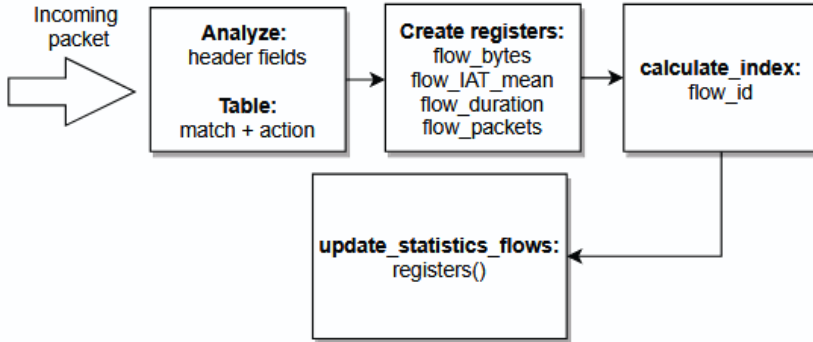 Incoming
packet
Analyze:
header fields
Table:
match + action
Create registers:
flow_bytes
flow_IAT_mean
flow_duration
flow_packets
calculate_index:
flow_id
update_statistics_flows:
registers()